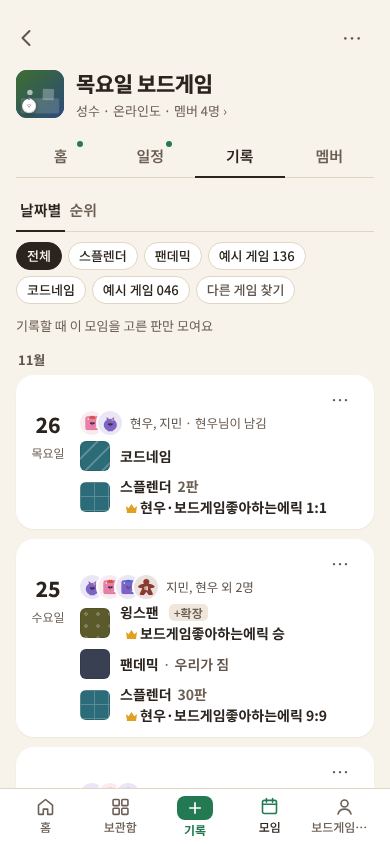 목요일 보드게임
성수 · 온라인도 · 멤버 4명 ›
홈 일정 기록 멤버
날짜별 순위
전체 스플렌더 팬데믹 예시 게임 136
코드네임 예시 게임 046 다른 게임 찾기
기록할 때 이 모임을 고른 판만 모여요
11월
26 현우, 지민 · 현우님이 남김
목요일
코드네임
스플렌더 2판
현우·보드게임좋아하는에릭 1:1
25 지민, 현우 외 2명
수요일
윙스팬 +확장
보드게임좋아하는에릭 승
팬데믹 · 우리가 짐
스플렌더 30판
현우·보드게임좋아하는에릭 9:9
홈 보관함 기록 모임 보드게임…